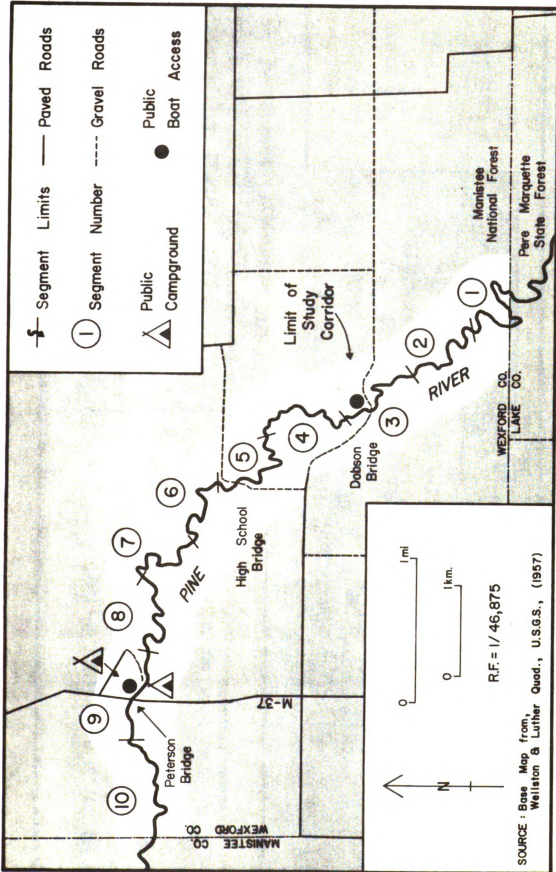 Segment Limits
Paved Roads
1 Segment Number
Gravel Roads
Public
Campground
Public
Boat Access
Limit of
Study
Corridor
Manistee
National Forest
Pere Marquette
State Forest
1
2
3
4
5
6
7
8
9
10
PINE
RIVER
WEXFORD CO.
LAKE CO.
Dobson
Bridge
High School
Bridge
Peterson
Bridge
M-37
MANISTEE CO.
WEXFORD CO.
N
0 1 mi
0 1 km.
R.F. = 1/46,875
SOURCE : Base Map from,
Wellston & Luther Quad., U.S.G.S., (1957)